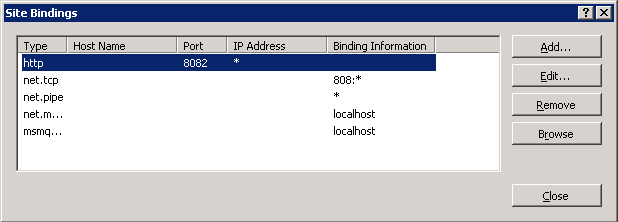 Site Bindings
Type Host Name Port IP Address Binding Information
http 8082 *
net.tcp 808:*
net.pipe *
net.m... localhost
msmq... localhost
Add...
Edit...
Remove
Browse
Close